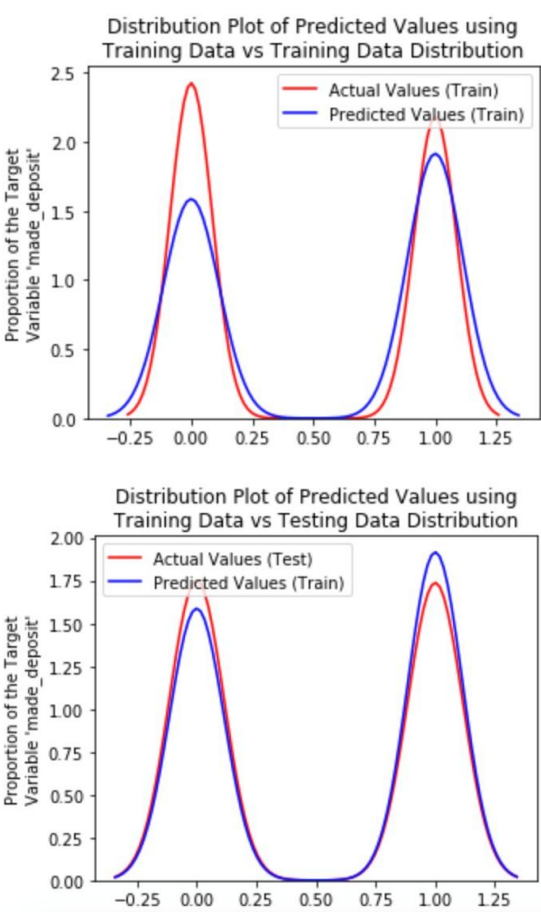 Distribution Plot of Predicted Values using
Training Data vs Training Data Distribution
Proportion of the Target
Variable 'made_deposit'
2.5
2.0
1.5
1.0
0.5
0.0
Actual Values (Train)
Predicted Values (Train)
−0.25 0.00 0.25 0.50 0.75 1.00 1.25
Distribution Plot of Predicted Values using
Training Data vs Testing Data Distribution
Proportion of the Target
Variable 'made_deposit'
2.00
1.75
1.50
1.25
1.00
0.75
0.50
0.25
0.00
Actual Values (Test)
Predicted Values (Train)
−0.25 0.00 0.25 0.50 0.75 1.00 1.25